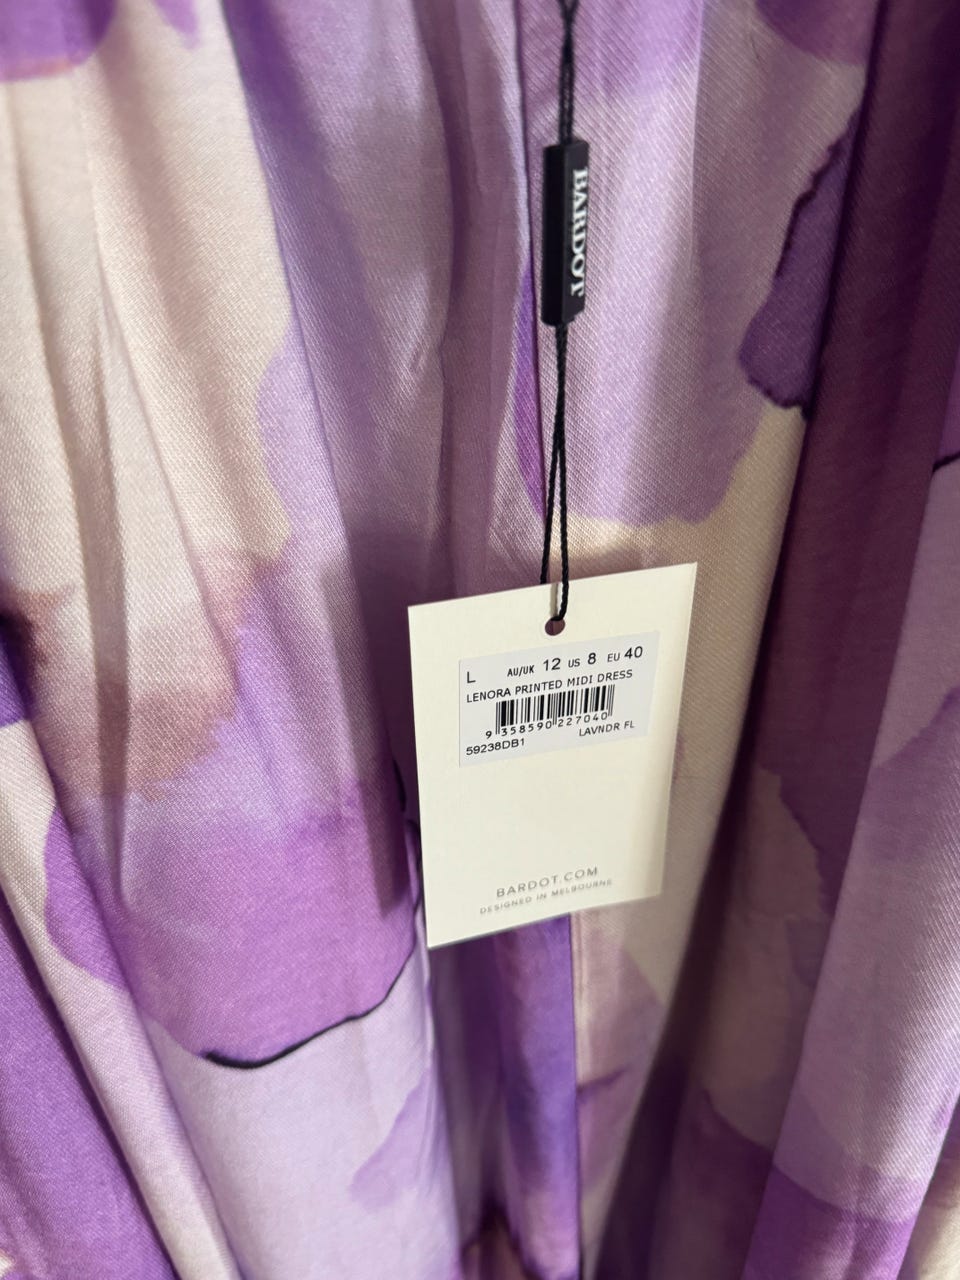 BARDOT
L AU/UK 12 US 8 EU 40
LENORA PRINTED MIDI DRESS
9 358590 227040
59238DB1 LAVNDR FL
BARDOT.COM
DESIGNED IN MELBOURNE